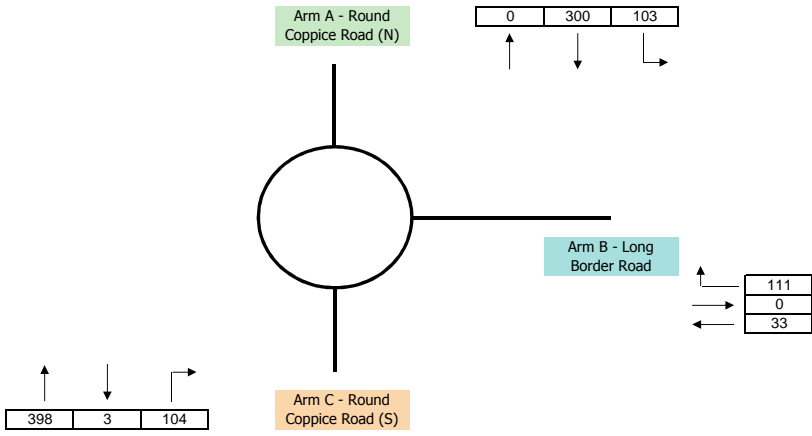 Arm A - Round
Coppice Road (N)
0 300 103
Arm B - Long
Border Road
111
0
33
Arm C - Round
Coppice Road (S)
398 3 104